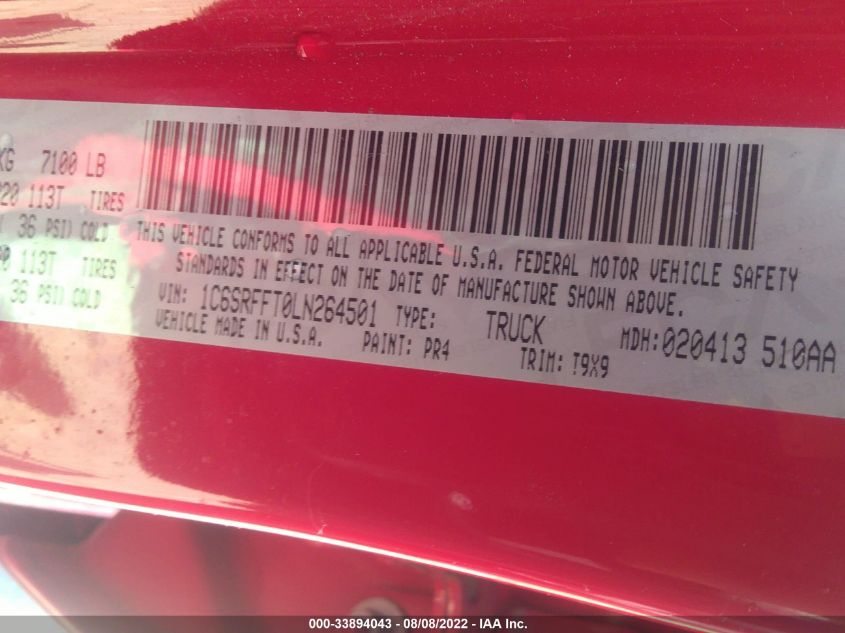 KG 7100 LB
20 113T TIRES
36 PSI) COLD
113T TIRES
36 PSI) COLD
THIS VEHICLE CONFORMS TO ALL APPLICABLE U.S.A. FEDERAL MOTOR VEHICLE SAFETY
STANDARDS IN EFFECT ON THE DATE OF MANUFACTURE SHOWN ABOVE.
VIN: 1C6SRFFT0LN264501 TYPE: TRUCK MDH:020413 510AA
VEHICLE MADE IN U.S.A. PAINT: PR4 TRIM: T9X9
000-33894043 - 08/08/2022 - IAA Inc.